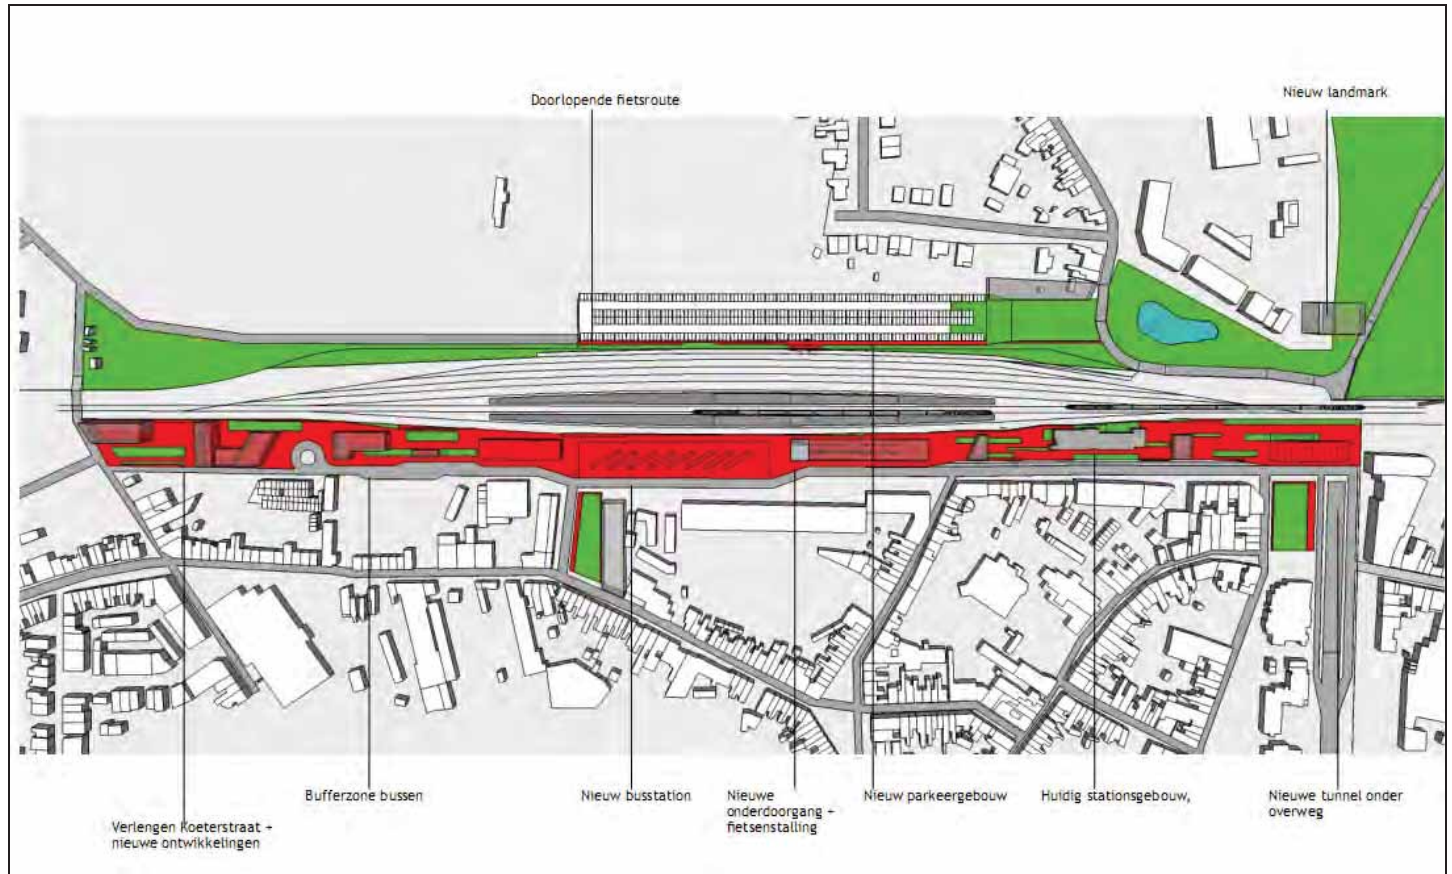 Doorlopende fietsroute
Nieuw landmark
Bufferzone bussen
Nieuw busstation
Nieuwe
onderdoorgang +
fietsenstalling
Nieuw parkeergebouw
Huidig stationsgebouw,
Nieuwe tunnel onder
overweg
Verlengen Koeterstraat +
nieuwe ontwikkelingen